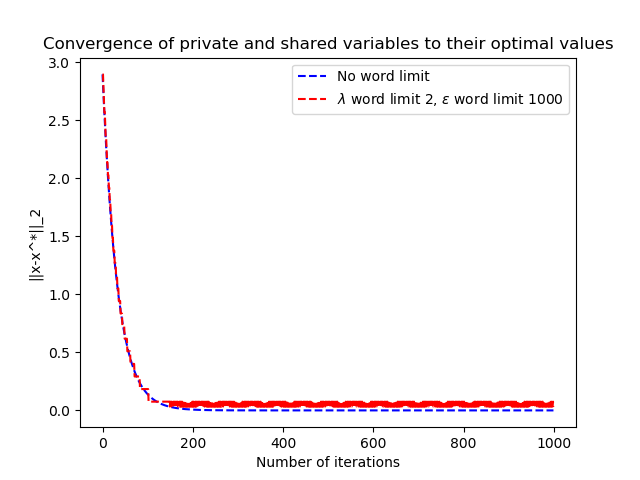 Convergence of private and shared variables to their optimal values
No word limit
λ word limit 2, ε word limit 1000
||x-x^*||_2
3.0
2.5
2.0
1.5
1.0
0.5
0.0
0 200 400 600 800 1000
Number of iterations